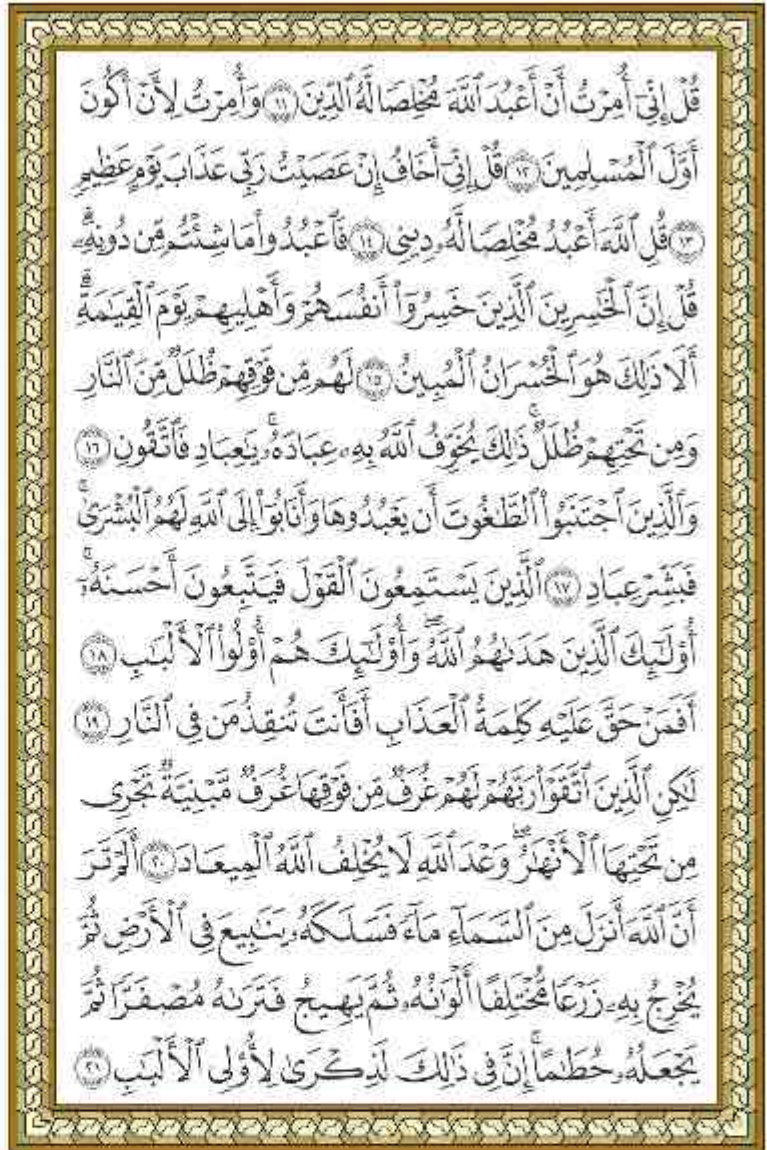 قُلْ إِنِّىٓ أُمِرْتُ أَنْ أَعْبُدَ ٱللَّهَ مُخْلِصًا لَّهُ ٱلدِّينَ ١١ وَأُمِرْتُ لِأَنْ أَكُونَ
أَوَّلَ ٱلْمُسْلِمِينَ ١٢ قُلْ إِنِّىٓ أَخَافُ إِنْ عَصَيْتُ رَبِّى عَذَابَ يَوْمٍ عَظِيمٍ
١٣ قُلِ ٱللَّهَ أَعْبُدُ مُخْلِصًا لَّهُۥ دِينِى ١٤ فَٱعْبُدُوا۟ مَا شِئْتُم مِّن دُونِهِۦ ۗ
قُلْ إِنَّ ٱلْخَٰسِرِينَ ٱلَّذِينَ خَسِرُوٓا۟ أَنفُسَهُمْ وَأَهْلِيهِمْ يَوْمَ ٱلْقِيَٰمَةِ ۗ
أَلَا ذَٰلِكَ هُوَ ٱلْخُسْرَانُ ٱلْمُبِينُ ١٥ لَهُم مِّن فَوْقِهِمْ ظُلَلٌ مِّنَ ٱلنَّارِ
وَمِن تَحْتِهِمْ ظُلَلٌ ۚ ذَٰلِكَ يُخَوِّفُ ٱللَّهُ بِهِۦ عِبَادَهُۥ ۚ يَٰعِبَادِ فَٱتَّقُونِ ١٦
وَٱلَّذِينَ ٱجْتَنَبُوا۟ ٱلطَّٰغُوتَ أَن يَعْبُدُوهَا وَأَنَابُوٓا۟ إِلَى ٱللَّهِ لَهُمُ ٱلْبُشْرَىٰ ۚ
فَبَشِّرْ عِبَادِ ١٧ ٱلَّذِينَ يَسْتَمِعُونَ ٱلْقَوْلَ فَيَتَّبِعُونَ أَحْسَنَهُۥٓ ۚ
أُو۟لَٰٓئِكَ ٱلَّذِينَ هَدَىٰهُمُ ٱللَّهُ ۖ وَأُو۟لَٰٓئِكَ هُمْ أُو۟لُوا۟ ٱلْأَلْبَٰبِ ١٨
أَفَمَنْ حَقَّ عَلَيْهِ كَلِمَةُ ٱلْعَذَابِ أَفَأَنتَ تُنقِذُ مَن فِى ٱلنَّارِ ١٩
لَٰكِنِ ٱلَّذِينَ ٱتَّقَوْا۟ رَبَّهُمْ لَهُمْ غُرَفٌ مِّن فَوْقِهَا غُرَفٌ مَّبْنِيَّةٌ تَجْرِى
مِن تَحْتِهَا ٱلْأَنْهَٰرُ ۖ وَعْدَ ٱللَّهِ لَا يُخْلِفُ ٱللَّهُ ٱلْمِيعَادَ ٢٠ أَلَمْ تَرَ
أَنَّ ٱللَّهَ أَنزَلَ مِنَ ٱلسَّمَآءِ مَآءً فَسَلَكَهُۥ يَنَٰبِيعَ فِى ٱلْأَرْضِ ثُمَّ
يُخْرِجُ بِهِۦ زَرْعًا مُّخْتَلِفًا أَلْوَٰنُهُۥ ثُمَّ يَهِيجُ فَتَرَىٰهُ مُصْفَرًّا ثُمَّ
يَجْعَلُهُۥ حُطَٰمًا ۚ إِنَّ فِى ذَٰلِكَ لَذِكْرَىٰ لِأُو۟لِى ٱلْأَلْبَٰبِ ٢١